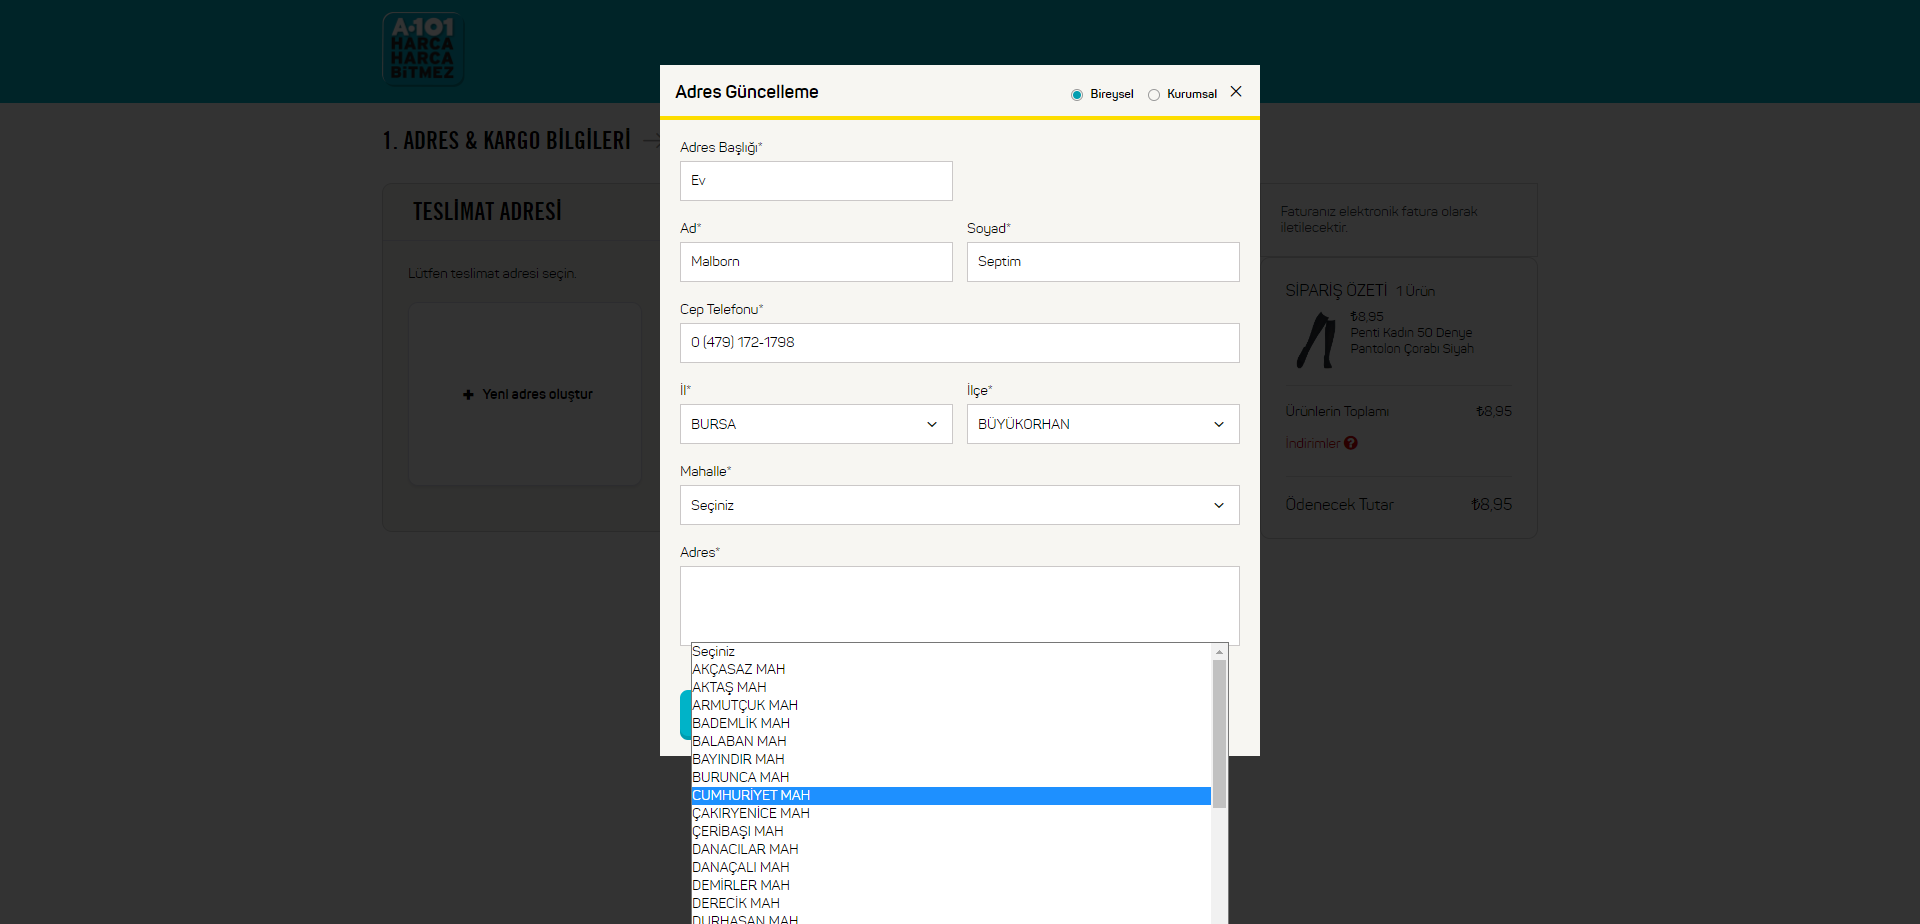 A101
HARCA
HARCA
BİTMEZ
1. ADRES & KARGO BİLGİLERİ
TESLİMAT ADRESİ
Lütfen teslimat adresi seçin.
+ Yeni adres oluştur
Adres Güncelleme
Bireysel
Kurumsal
Adres Başlığı*
Ev
Ad*
Soyad*
Malborn
Septim
Cep Telefonu*
0 (479) 172-1798
İl*
İlçe*
BURSA
BÜYÜKORHAN
Mahalle*
Seçiniz
Adres*
Seçiniz
AKÇASAZ MAH
AKTAŞ MAH
ARMUTÇUK MAH
BADEMLİK MAH
BALABAN MAH
BAYINDIR MAH
BURUNCA MAH
CUMHURİYET MAH
ÇAKIRYENİCE MAH
ÇERİBAŞI MAH
DANACILAR MAH
DANAÇALI MAH
DEMİRLER MAH
DERECİK MAH
DURHASAN MAH
Faturanız elektronik fatura olarak
iletilecektir.
SİPARİŞ ÖZETİ 1 Ürün
₺8,95
Penti Kadın 50 Denye
Pantolon Çorabı Siyah
Ürünlerin Toplamı ₺8,95
İndirimler ?
Ödenecek Tutar ₺8,95